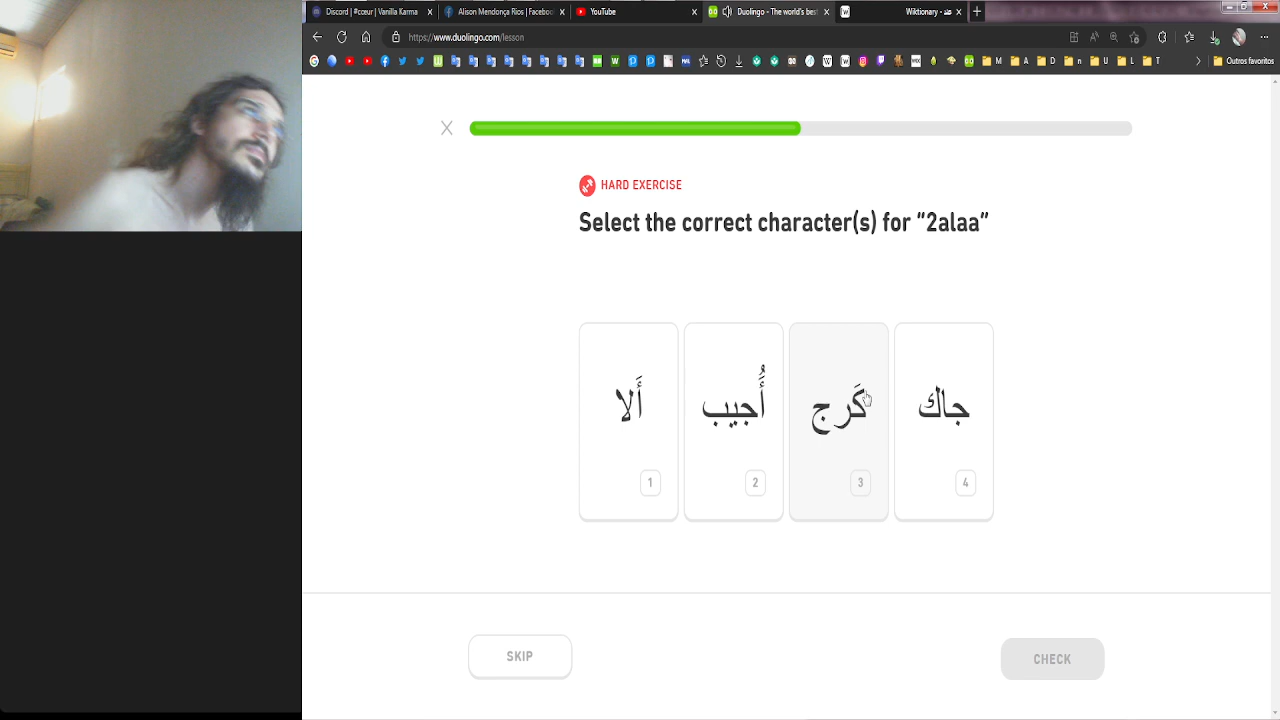 Discord | #cœur | Vanilla Karma
Alison Mendonça Rios | Facebo
YouTube
Duolingo - The world's best
Wiktionary - ضـ
https://www.duolingo.com/lesson
M
A
n
U
L
T
Outros favoritos
HARD EXERCISE
Select the correct character(s) for “2alaa”
أَلا
أُجيب
كَرج
جاك
1
2
3
4
SKIP
CHECK